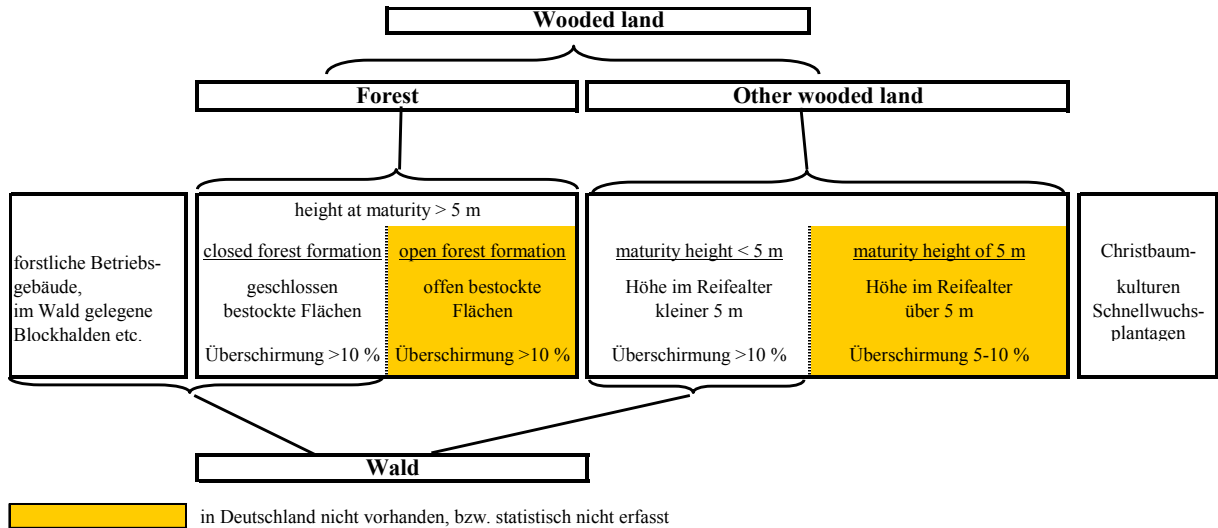 Wooded land
Forest
Other wooded land
forstliche Betriebs-
gebäude,
im Wald gelegene
Blockhalden etc.
height at maturity > 5 m
closed forest formation
geschlossen
bestockte Flächen
Überschirmung >10 %
open forest formation
offen bestockte
Flächen
Überschirmung >10 %
maturity height < 5 m
Höhe im Reifealter
kleiner 5 m
Überschirmung >10 %
maturity height of 5 m
Höhe im Reifealter
über 5 m
Überschirmung 5-10 %
Christbaum-
kulturen
Schnellwuchs-
plantagen
Wald
in Deutschland nicht vorhanden, bzw. statistisch nicht erfasst